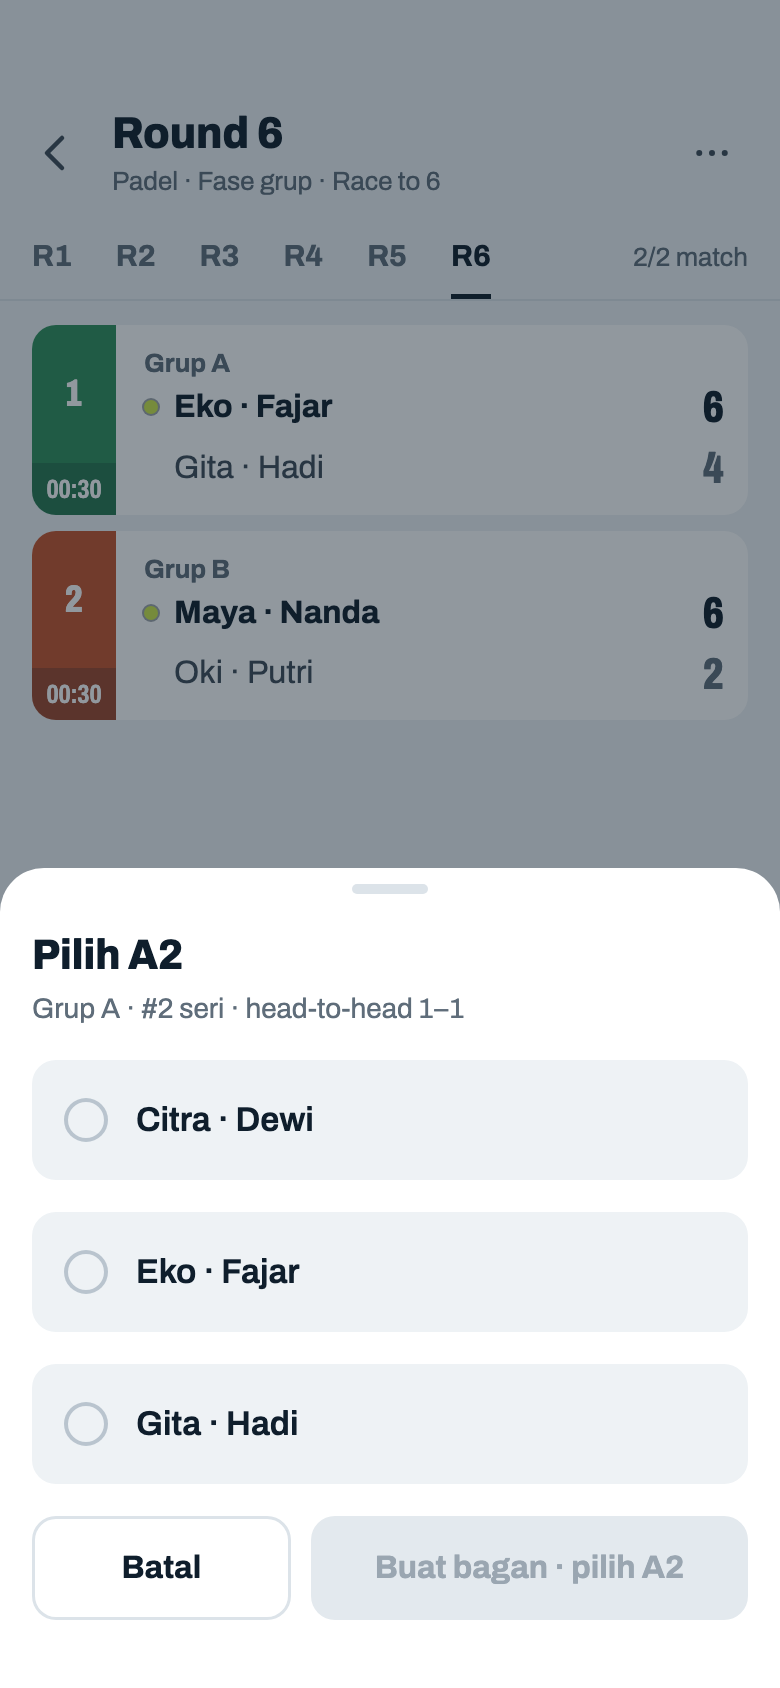 Round 6
Padel · Fase grup · Race to 6
R1 R2 R3 R4 R5 R6 2/2 match
1
00:30
Grup A
Eko · Fajar 6
Gita · Hadi 4
2
00:30
Grup B
Maya · Nanda 6
Oki · Putri 2
Pilih A2
Grup A · #2 seri · head-to-head 1–1
Citra · Dewi
Eko · Fajar
Gita · Hadi
Batal
Buat bagan · pilih A2